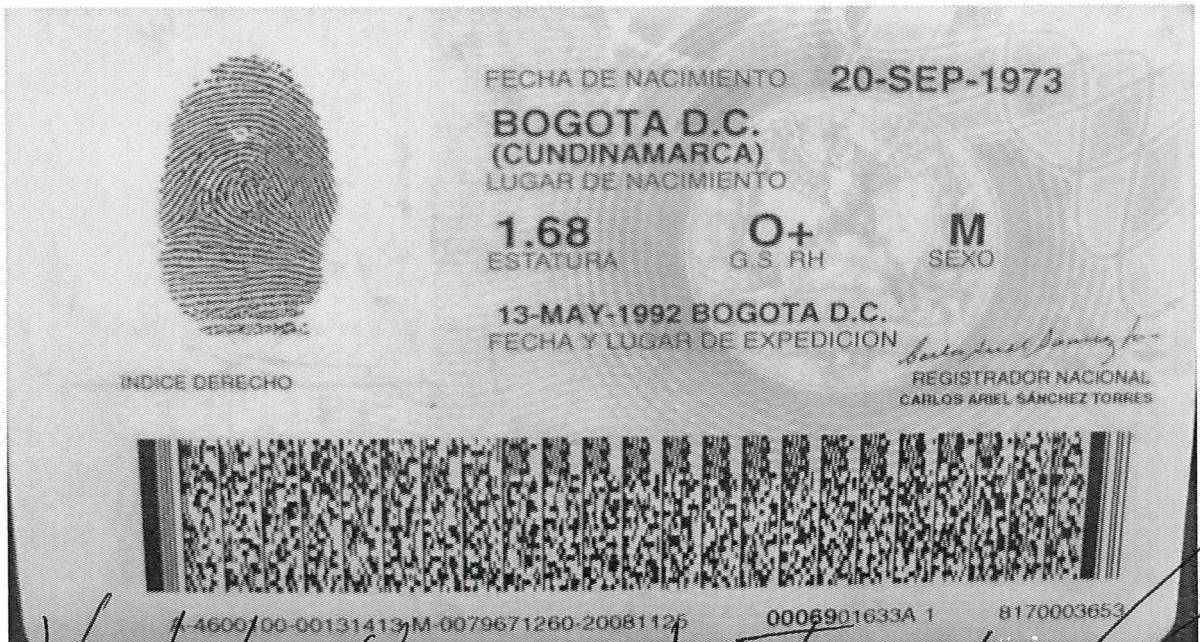 FECHA DE NACIMIENTO 20-SEP-1973
BOGOTA D.C.
(CUNDINAMARCA)
LUGAR DE NACIMIENTO
1.68 O+ M
ESTATURA G.S. RH SEXO
13-MAY-1992 BOGOTA D.C.
FECHA Y LUGAR DE EXPEDICION
INDICE DERECHO
REGISTRADOR NACIONAL
CARLOS ARIEL SÁNCHEZ TORRES
A-4600100-00131413-M-0079671260-20081125 0006901633A 1 8170003653